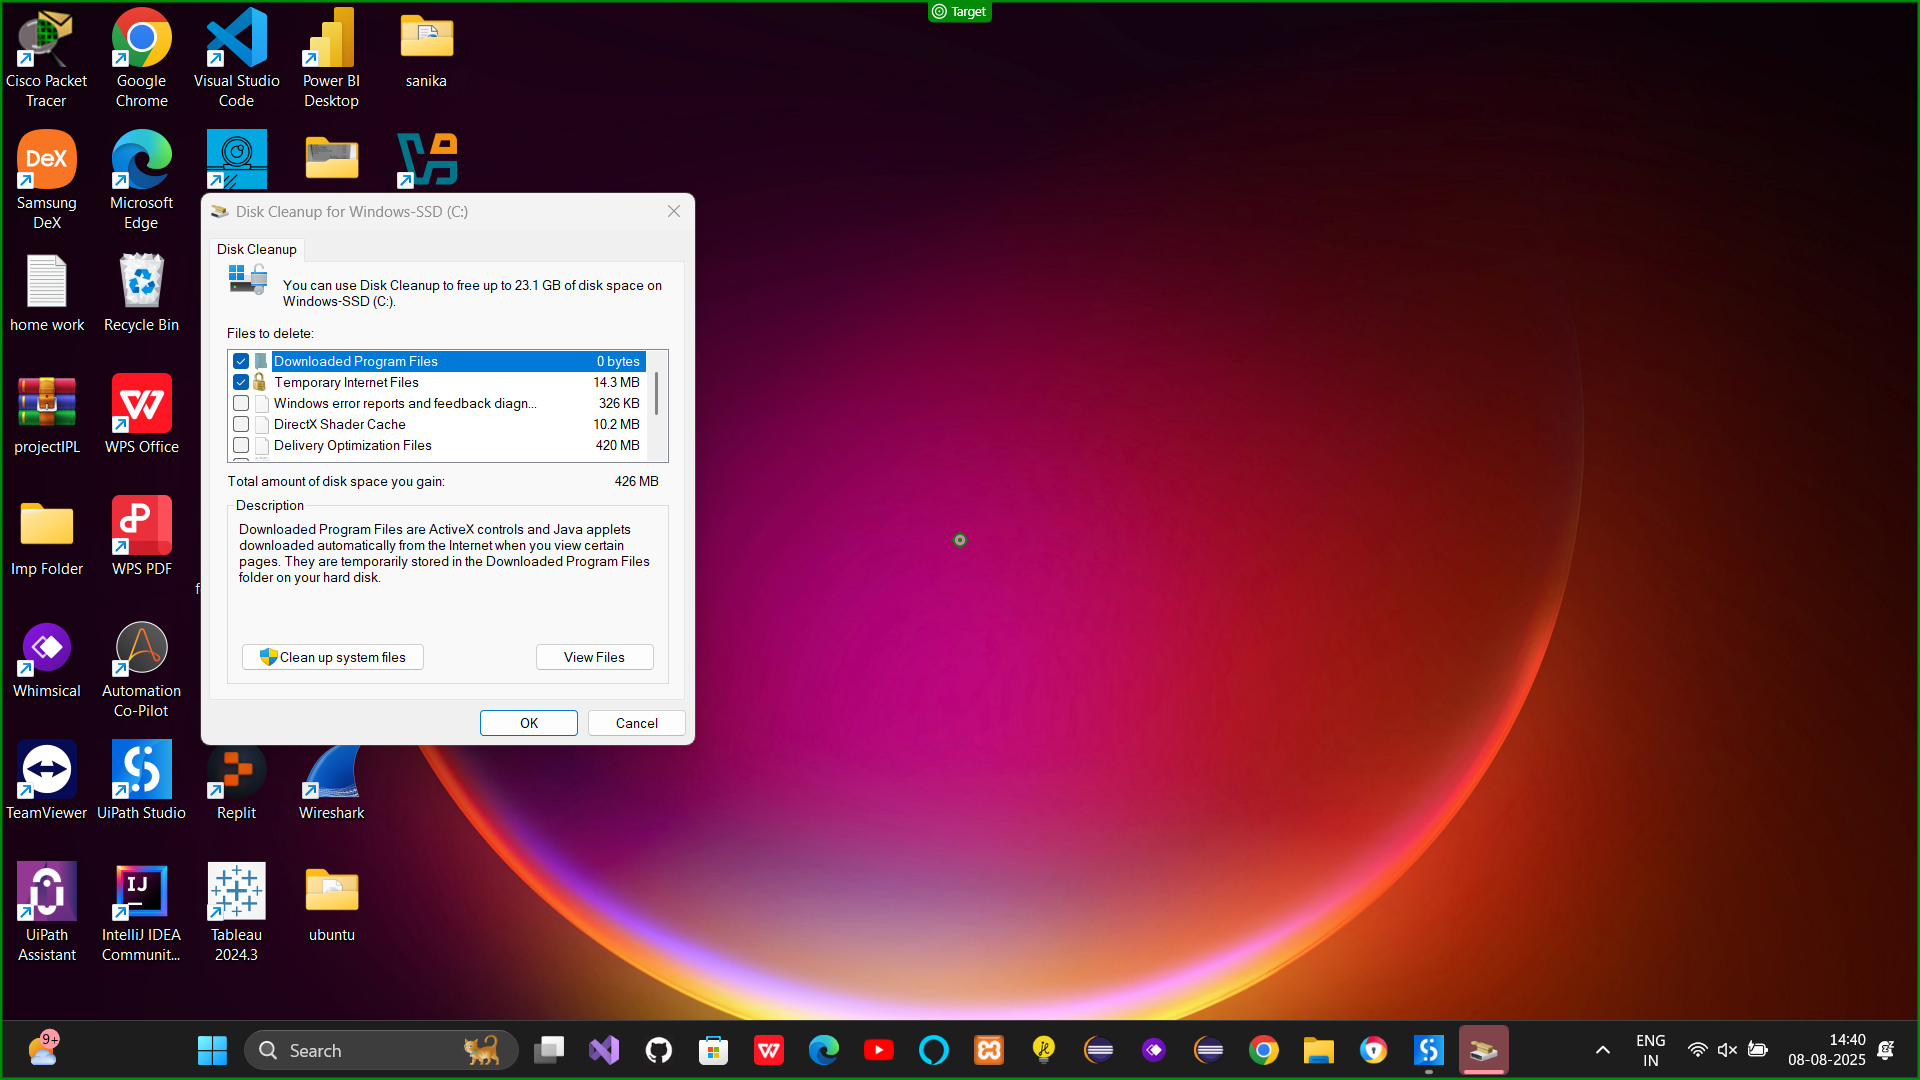 Target
Cisco Packet
Tracer
Google
Chrome
Visual Studio
Code
Power BI
Desktop
sanika
DeX
Samsung
DeX
Microsoft
Edge
home work
Recycle Bin
projectIPL
WPS Office
Imp Folder
WPS PDF
Whimsical
Automation
Co-Pilot
TeamViewer
UiPath Studio
Replit
Wireshark
UiPath
Assistant
IJ
IntelliJ IDEA
Communit...
Tableau
2024.3
ubuntu
Disk Cleanup for Windows-SSD (C:)
Disk Cleanup
You can use Disk Cleanup to free up to 23.1 GB of disk space on
Windows-SSD (C:).
Files to delete:
Downloaded Program Files 0 bytes
Temporary Internet Files 14.3 MB
Windows error reports and feedback diagn... 326 KB
DirectX Shader Cache 10.2 MB
Delivery Optimization Files 420 MB
Total amount of disk space you gain: 426 MB
Description
Downloaded Program Files are ActiveX controls and Java applets
downloaded automatically from the Internet when you view certain
pages. They are temporarily stored in the Downloaded Program Files
folder on your hard disk.
Clean up system files
View Files
OK
Cancel
9+
Search
ENG
IN
14:40
08-08-2025